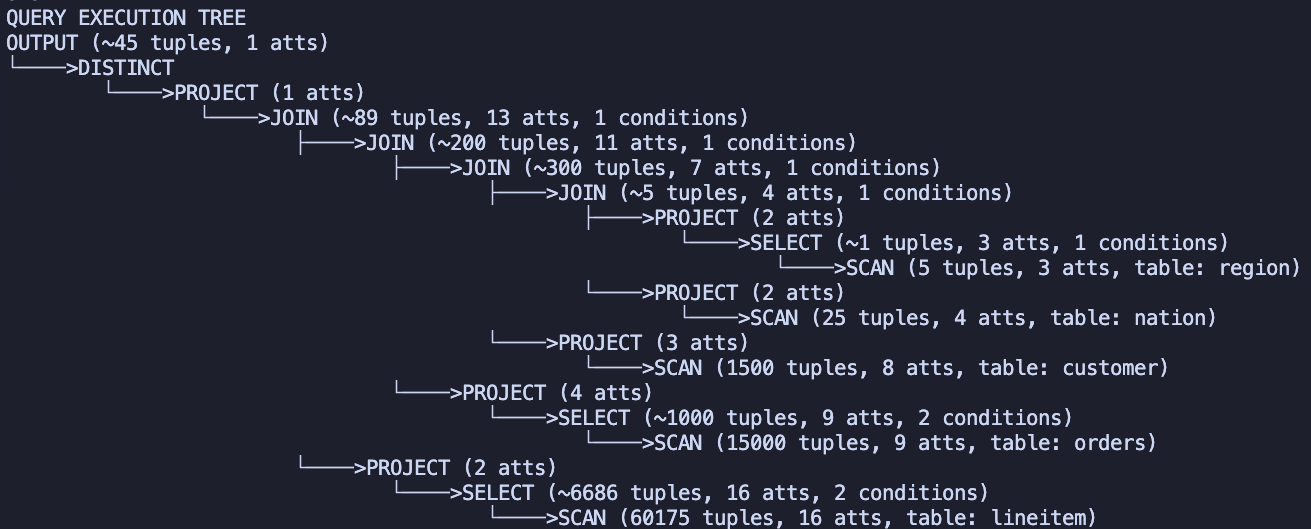 QUERY EXECUTION TREE
OUTPUT (~45 tuples, 1 atts)
└────>DISTINCT
        └────>PROJECT (1 atts)
                └────>JOIN (~89 tuples, 13 atts, 1 conditions)
                        ├────>JOIN (~200 tuples, 11 atts, 1 conditions)
                                ├────>JOIN (~300 tuples, 7 atts, 1 conditions)
                                        ├────>JOIN (~5 tuples, 4 atts, 1 conditions)
                                                ├────>PROJECT (2 atts)
                                                        └────>SELECT (~1 tuples, 3 atts, 1 conditions)
                                                                └────>SCAN (5 tuples, 3 atts, table: region)
                                                └────>PROJECT (2 atts)
                                                        └────>SCAN (25 tuples, 4 atts, table: nation)
                                        └────>PROJECT (3 atts)
                                                └────>SCAN (1500 tuples, 8 atts, table: customer)
                                └────>PROJECT (4 atts)
                                        └────>SELECT (~1000 tuples, 9 atts, 2 conditions)
                                                └────>SCAN (15000 tuples, 9 atts, table: orders)
                        └────>PROJECT (2 atts)
                                └────>SELECT (~6686 tuples, 16 atts, 2 conditions)
                                        └────>SCAN (60175 tuples, 16 atts, table: lineitem)